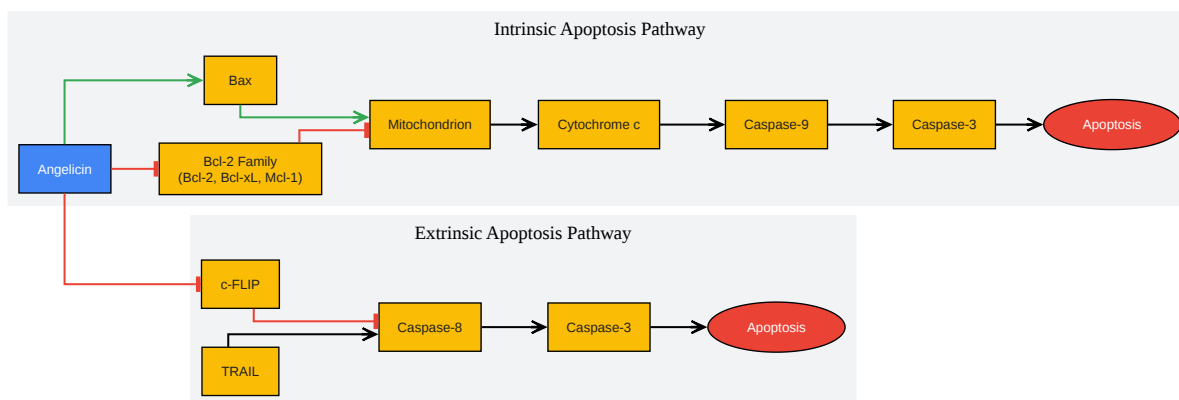 Intrinsic Apoptosis Pathway
Bax
Mitochondrion
Cytochrome c
Caspase-9
Caspase-3
Apoptosis
Angelicin
Bcl-2 Family
(Bcl-2, Bcl-xL, Mcl-1)
Extrinsic Apoptosis Pathway
c-FLIP
Caspase-8
Caspase-3
Apoptosis
TRAIL